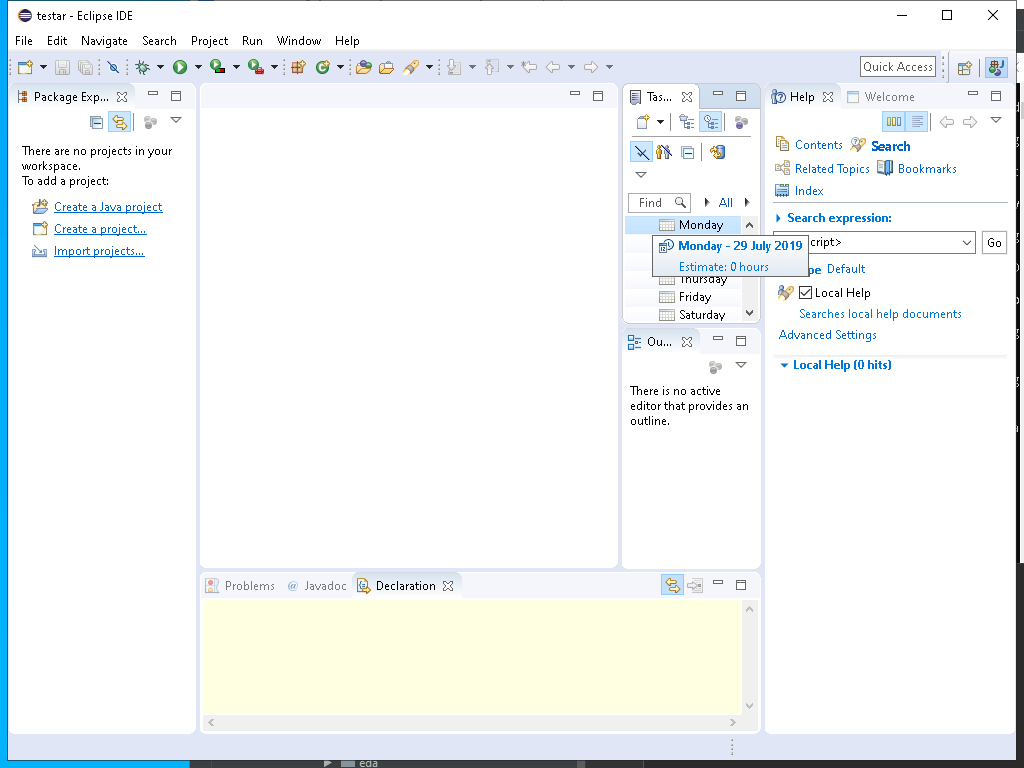 testar - Eclipse IDE
File Edit Navigate Search Project Run Window Help
Quick Access
Package Exp...
There are no projects in your
workspace.
To add a project:
Create a Java project
Create a project...
Import projects...
Tas...
Find
All
Monday
Monday - 29 July 2019
Estimate: 0 hours
Thursday
Friday
Saturday
Ou...
There is no active
editor that provides an
outline.
Help
Welcome
Contents Search
Related Topics Bookmarks
Index
Search expression:
cript>
Go
pe Default
Local Help
Searches local help documents
Advanced Settings
Local Help (0 hits)
Problems @ Javadoc Declaration
eda